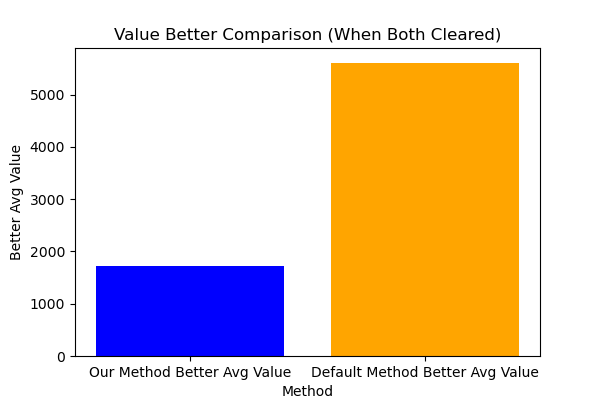 Value Better Comparison (When Both Cleared)
Better Avg Value
5000
4000
3000
2000
1000
0
Our Method Better Avg Value
Default Method Better Avg Value
Method